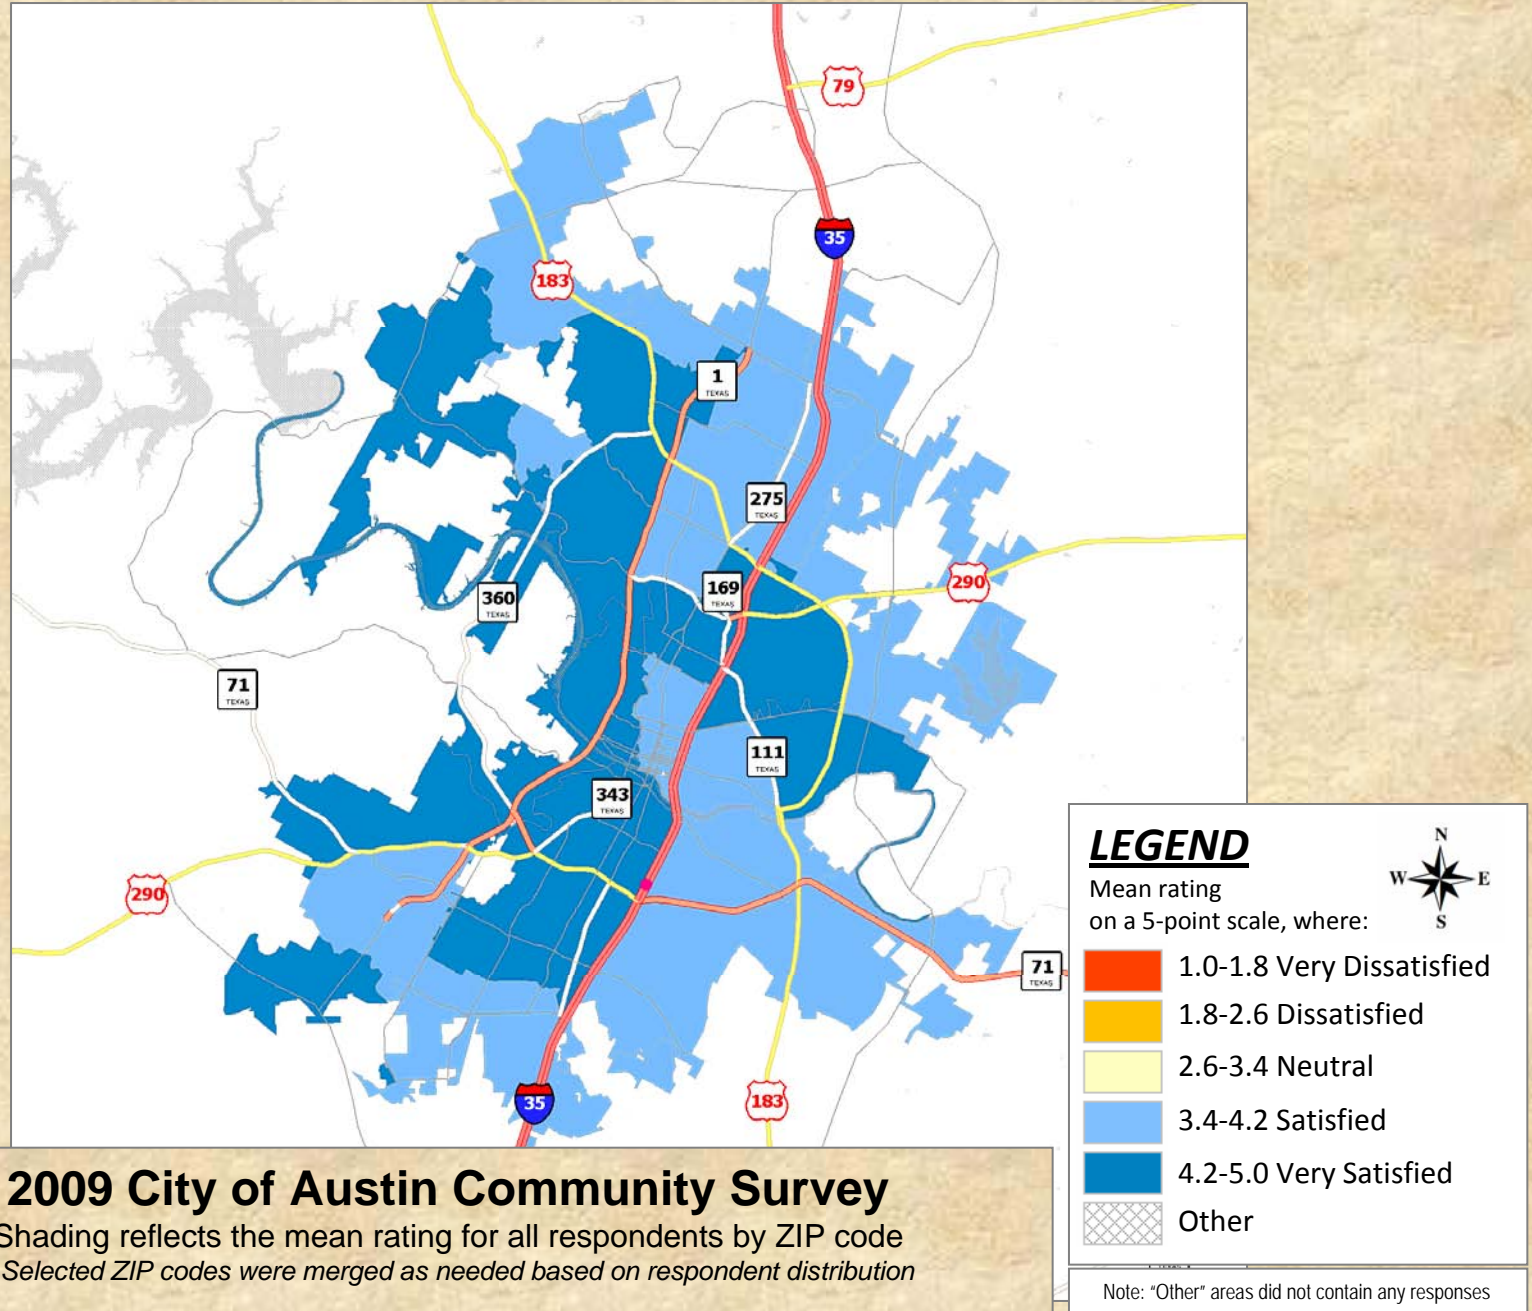 79
35
183
1
TEXAS
275
TEXAS
290
169
TEXAS
360
TEXAS
71
TEXAS
111
TEXAS
343
TEXAS
290
71
TEXAS
35
183
LEGEND
N
W E
S
Mean rating
on a 5-point scale, where:
1.0-1.8 Very Dissatisfied
1.8-2.6 Dissatisfied
2.6-3.4 Neutral
3.4-4.2 Satisfied
4.2-5.0 Very Satisfied
Other
Note: "Other" areas did not contain any responses
2009 City of Austin Community Survey
Shading reflects the mean rating for all respondents by ZIP code
Selected ZIP codes were merged as needed based on respondent distribution